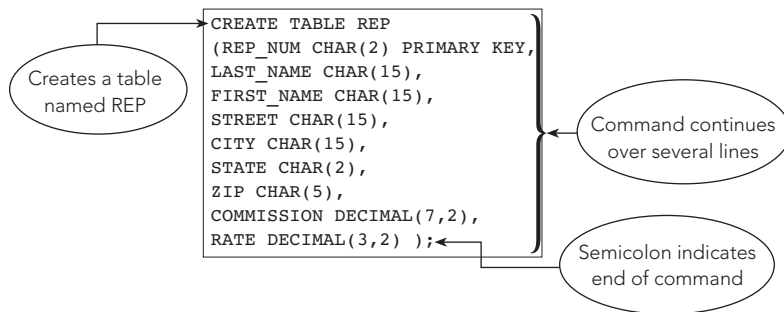 CREATE TABLE REP
(REP_NUM CHAR(2) PRIMARY KEY,
LAST_NAME CHAR(15),
FIRST_NAME CHAR(15),
STREET CHAR(15),
CITY CHAR(15),
STATE CHAR(2),
ZIP CHAR(5),
COMMISSION DECIMAL(7,2),
RATE DECIMAL(3,2) );
Creates a table
named REP
Command continues
over several lines
Semicolon indicates
end of command